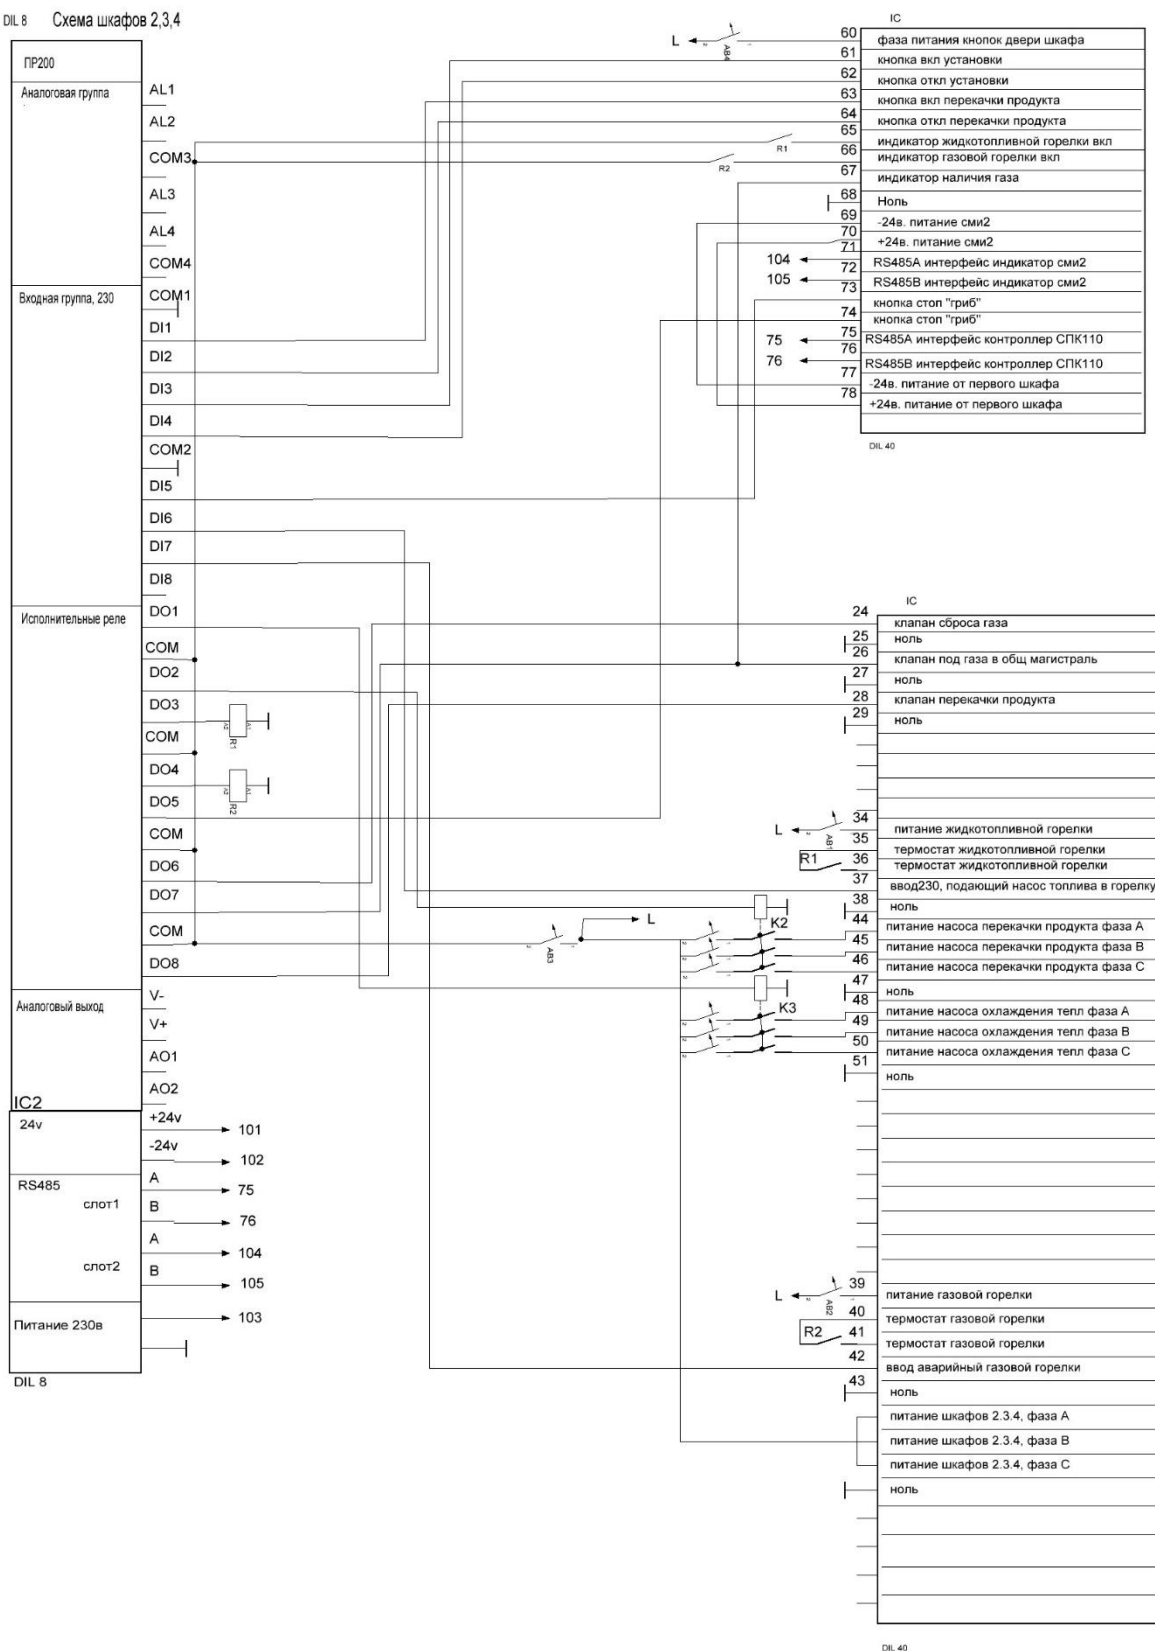 DIL 8 Схема шкафов 2,3,4
ПР200
Аналоговая группа
AL1
AL2
COM3
AL3
AL4
COM4
Входная группа, 230
COM1
DI1
DI2
DI3
DI4
COM2
DI5
DI6
DI7
DI8
Исполнительные реле
DO1
COM
DO2
DO3
COM
DO4
DO5
COM
DO6
DO7
COM
DO8
Аналоговый выход
V-
V+
AO1
AO2
IC2
24v
+24v
101
-24v
102
RS485
A
75
слот1
B
76
A
104
слот2
B
105
Питание 230в
103
DIL 8
A2
A1
R1
A2
A1
R2
IC
L
2
1
AB4
60
фаза питания кнопок двери шкафа
61
кнопка вкл установки
62
кнопка откл установки
63
кнопка вкл перекачки продукта
64
кнопка откл перекачки продукта
65
R1
индикатор жидкотопливной горелки вкл
66
R2
индикатор газовой горелки вкл
67
индикатор наличия газа
68
Ноль
69
-24в. питание сми2
70
+24в. питание сми2
71
104
RS485A интерфейс индикатор сми2
72
105
RS485B интерфейс индикатор сми2
73
кнопка стоп "гриб"
74
кнопка стоп "гриб"
75
75
RS485A интерфейс контроллер СПК110
76
76
RS485B интерфейс контроллер СПК110
77
-24в. питание от первого шкафа
78
+24в. питание от первого шкафа
DIL 40
IC
24
клапан сброса газа
25
ноль
26
клапан под газа в общ магистраль
27
ноль
28
клапан перекачки продукта
29
ноль
34
L
2
1
AB1
питание жидкотопливной горелки
35
термостат жидкотопливной горелки
R1
36
термостат жидкотопливной горелки
37
ввод230, подающий насос топлива в горелку
38
ноль
L
2
1
AB3
K2
44
питание насоса перекачки продукта фаза А
45
питание насоса перекачки продукта фаза В
46
питание насоса перекачки продукта фаза С
47
ноль
K3
48
питание насоса охлаждения тепл фаза А
49
питание насоса охлаждения тепл фаза В
50
питание насоса охлаждения тепл фаза С
51
ноль
39
L
2
1
AB2
питание газовой горелки
40
термостат газовой горелки
R2
41
термостат газовой горелки
42
ввод аварийный газовой горелки
43
ноль
питание шкафов 2.3.4, фаза А
питание шкафов 2.3.4, фаза В
питание шкафов 2.3.4, фаза С
ноль
DIL 40